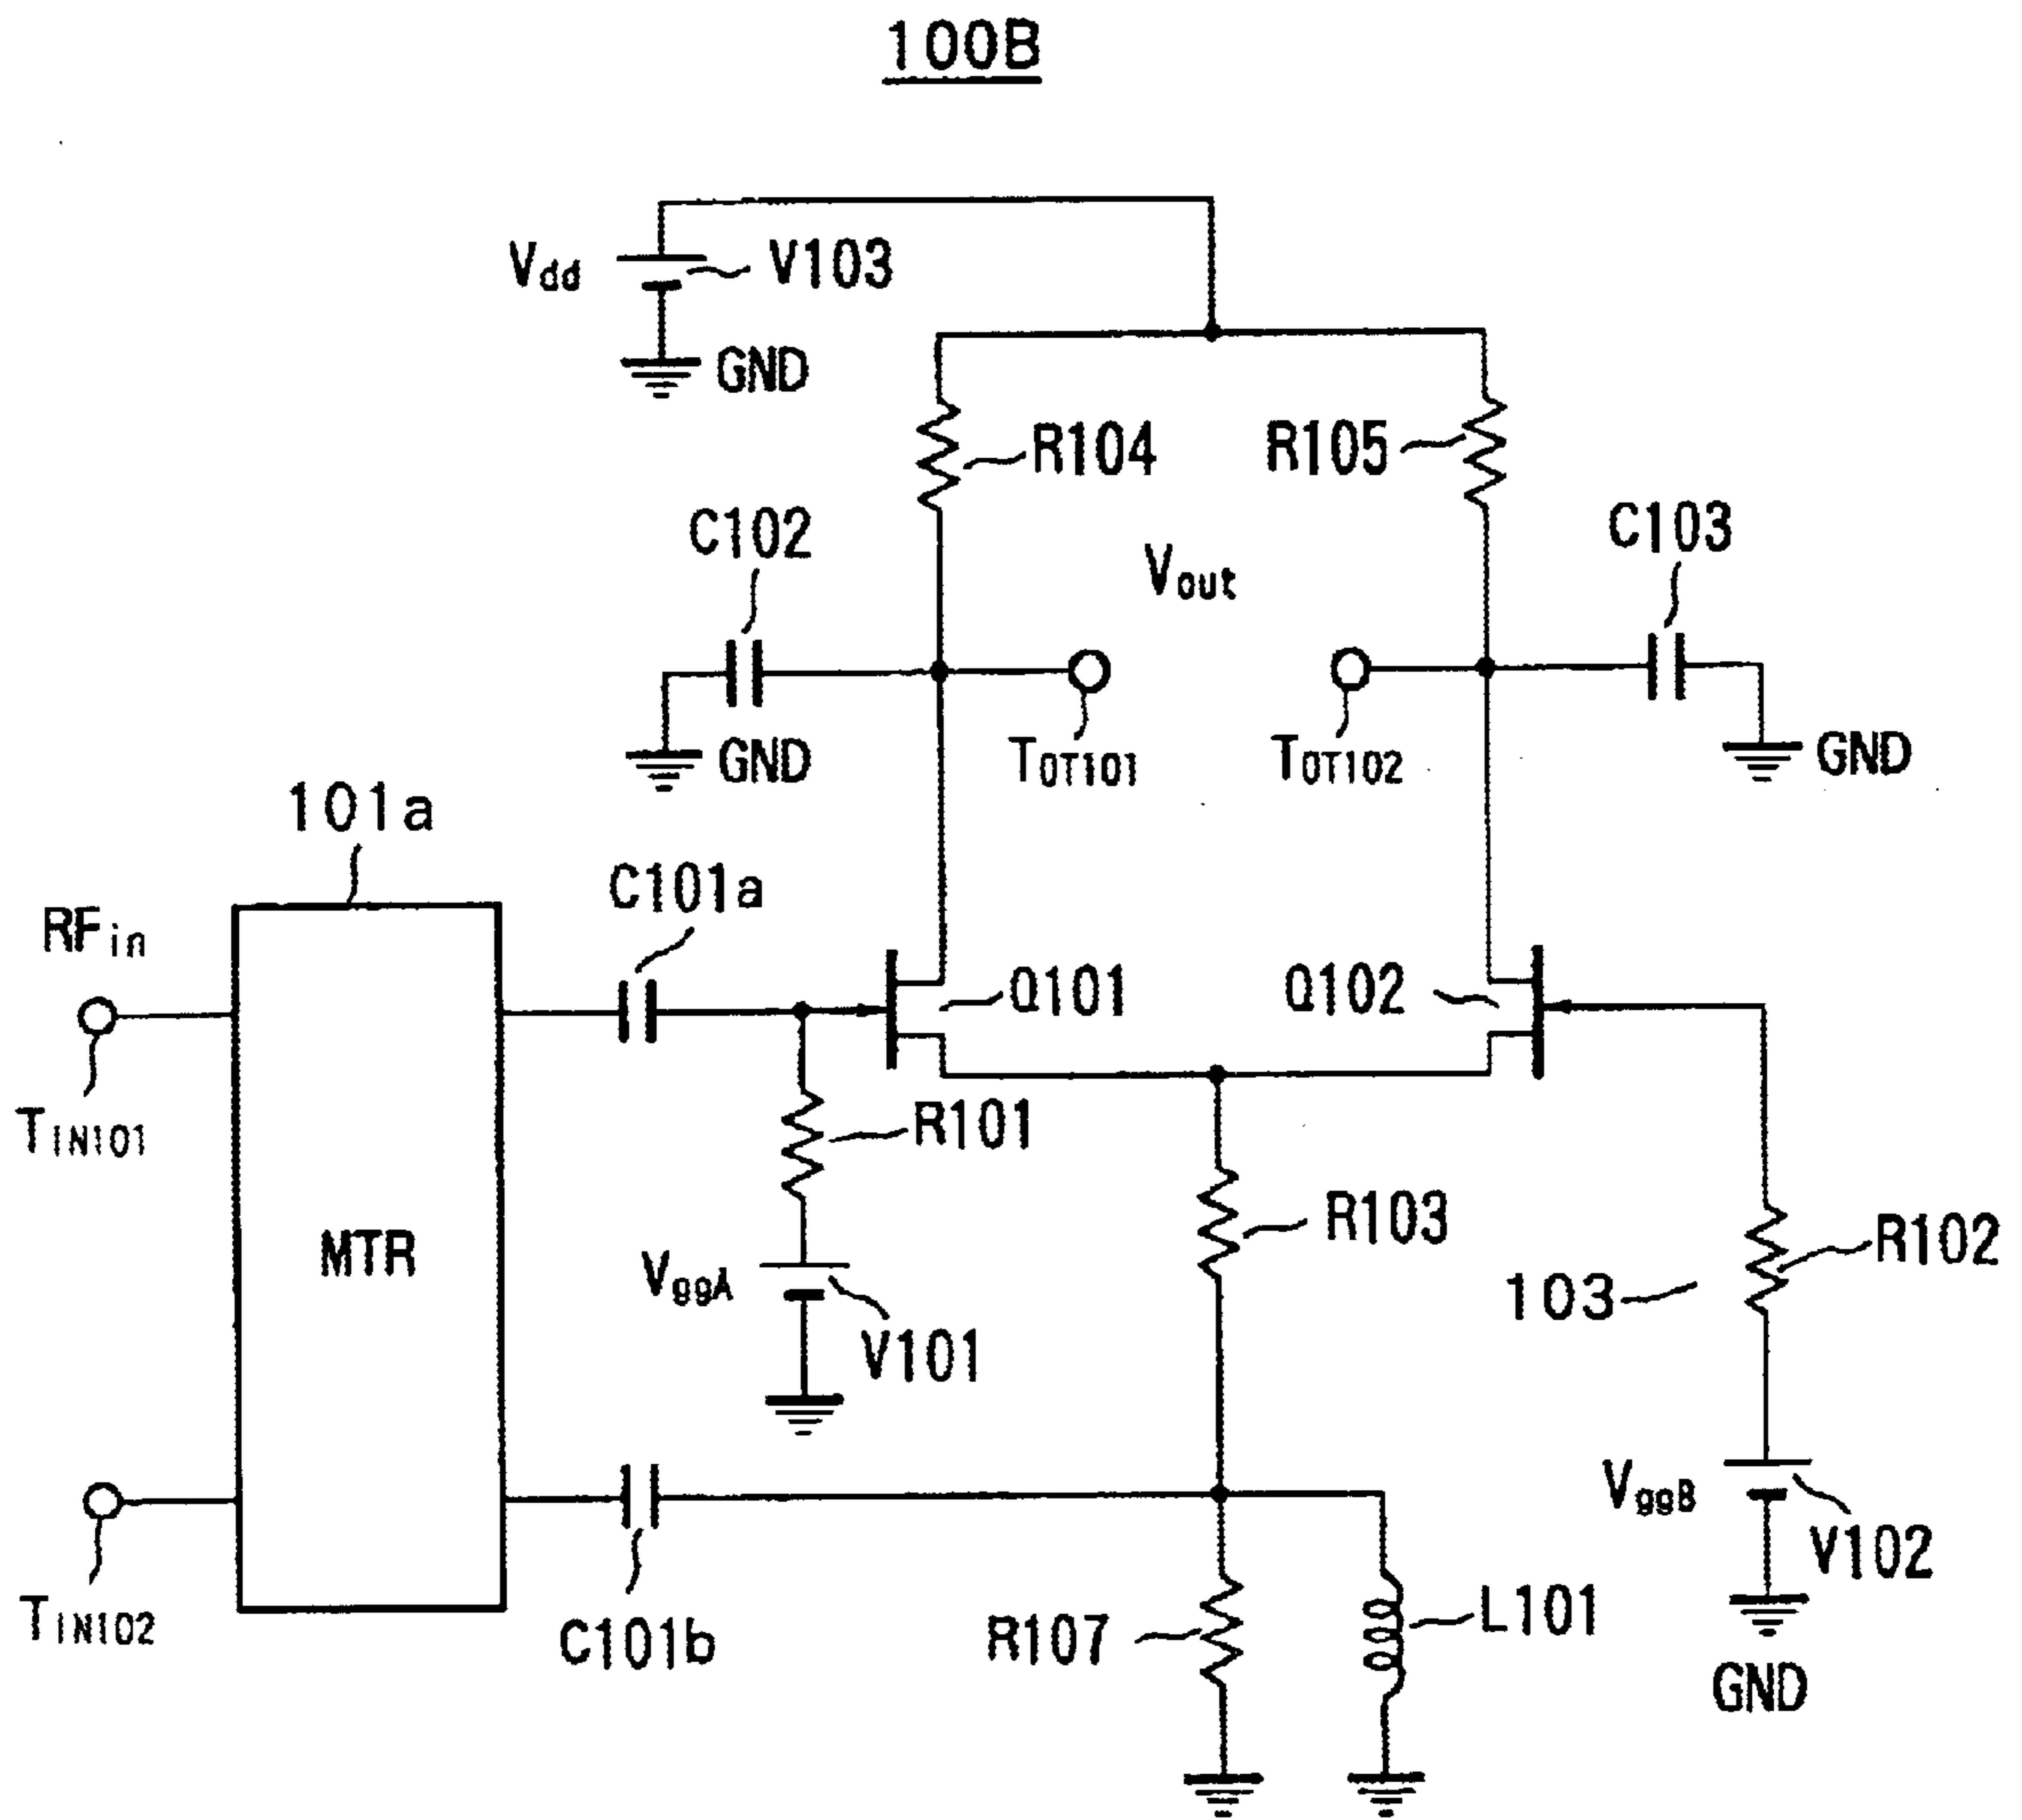 100B
Vdd
V103
GND
R104
R105
C102
C103
Vout
GND
TOT101
TOT102
GND
101a
C101a
RFin
Q101
Q102
TIN101
R101
R103
R102
MTR
VggA
103
V101
VggB
V102
TIN102
C101b
R107
L101
GND